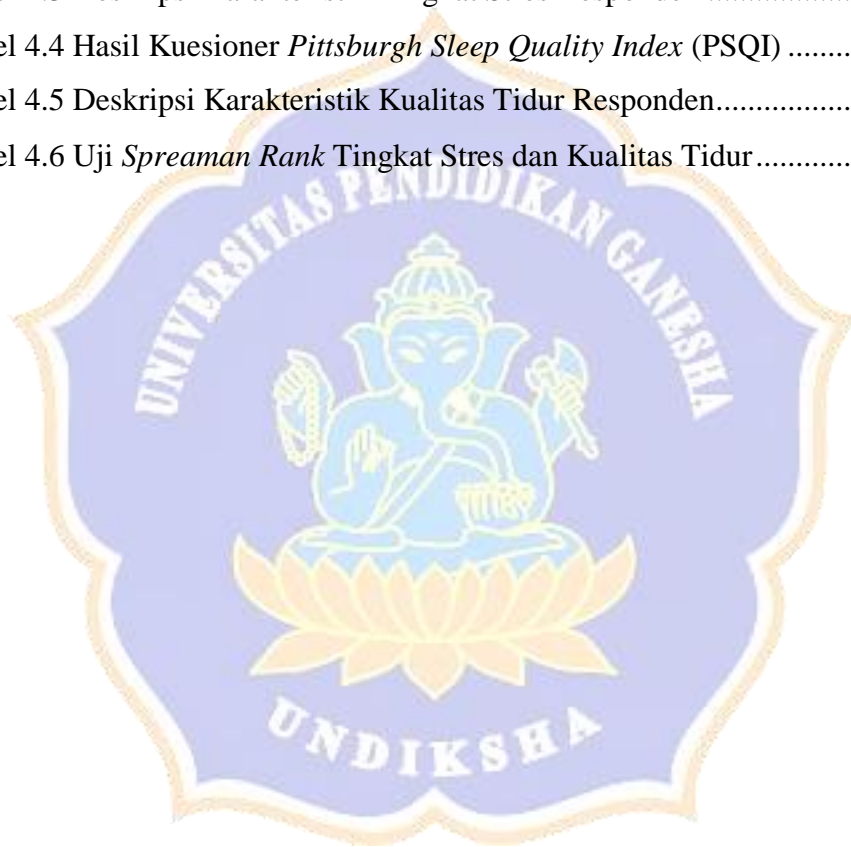 el 4.4 Hasil Kuesioner Pittsburgh Sleep Quality Index (PSQI) ........
el 4.5 Deskripsi Karakteristik Kualitas Tidur Responden.................
el 4.6 Uji Spreaman Rank Tingkat Stres dan Kualitas Tidur............
UNIVERSITAS PENDIDIKAN GANESHA
UNDIKSHA